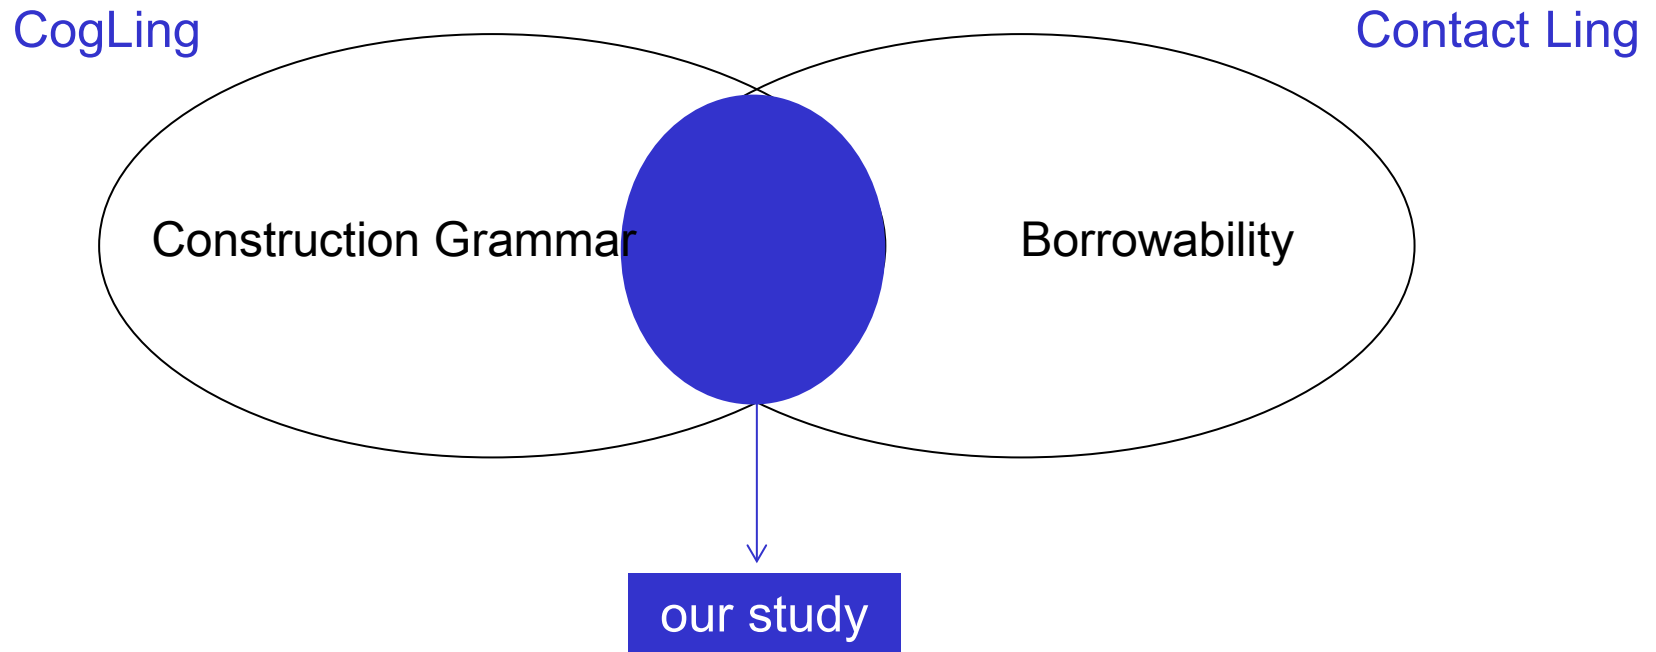 CogLing
Contact Ling
Construction Grammar
Borrowability
our study